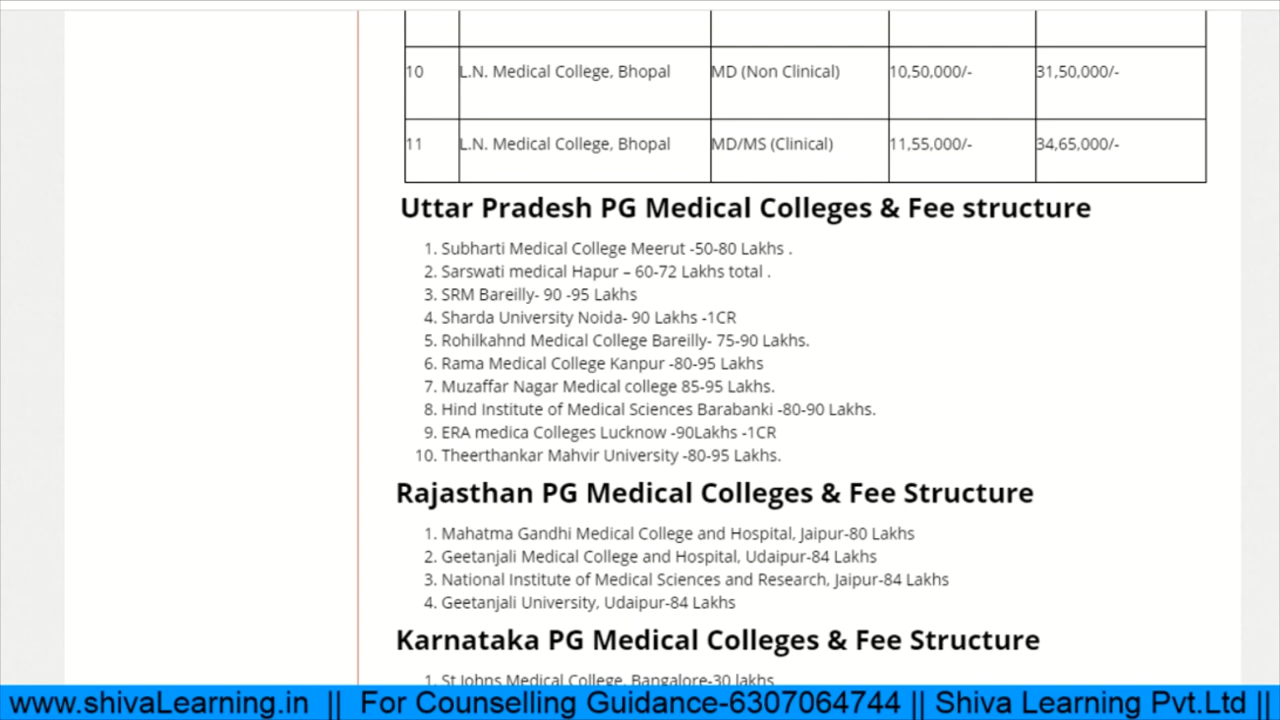 10 L.N. Medical College, Bhopal MD (Non Clinical) 10,50,000/- 31,50,000/-
11 L.N. Medical College, Bhopal MD/MS (Clinical) 11,55,000/- 34,65,000/-
Uttar Pradesh PG Medical Colleges & Fee structure
1. Subharti Medical College Meerut -50-80 Lakhs .
2. Sarswati medical Hapur – 60-72 Lakhs total .
3. SRM Bareilly- 90 -95 Lakhs
4. Sharda University Noida- 90 Lakhs -1CR
5. Rohilkahnd Medical College Bareilly- 75-90 Lakhs.
6. Rama Medical College Kanpur -80-95 Lakhs
7. Muzaffar Nagar Medical college 85-95 Lakhs.
8. Hind Institute of Medical Sciences Barabanki -80-90 Lakhs.
9. ERA medica Colleges Lucknow -90Lakhs -1CR
10. Theerthankar Mahvir University -80-95 Lakhs.
Rajasthan PG Medical Colleges & Fee Structure
1. Mahatma Gandhi Medical College and Hospital, Jaipur-80 Lakhs
2. Geetanjali Medical College and Hospital, Udaipur-84 Lakhs
3. National Institute of Medical Sciences and Research, Jaipur-84 Lakhs
4. Geetanjali University, Udaipur-84 Lakhs
Karnataka PG Medical Colleges & Fee Structure
1. St Johns Medical College, Bangalore-30 lakhs
www.shivaLearning.in || For Counselling Guidance-6307064744 || Shiva Learning Pvt.Ltd ||